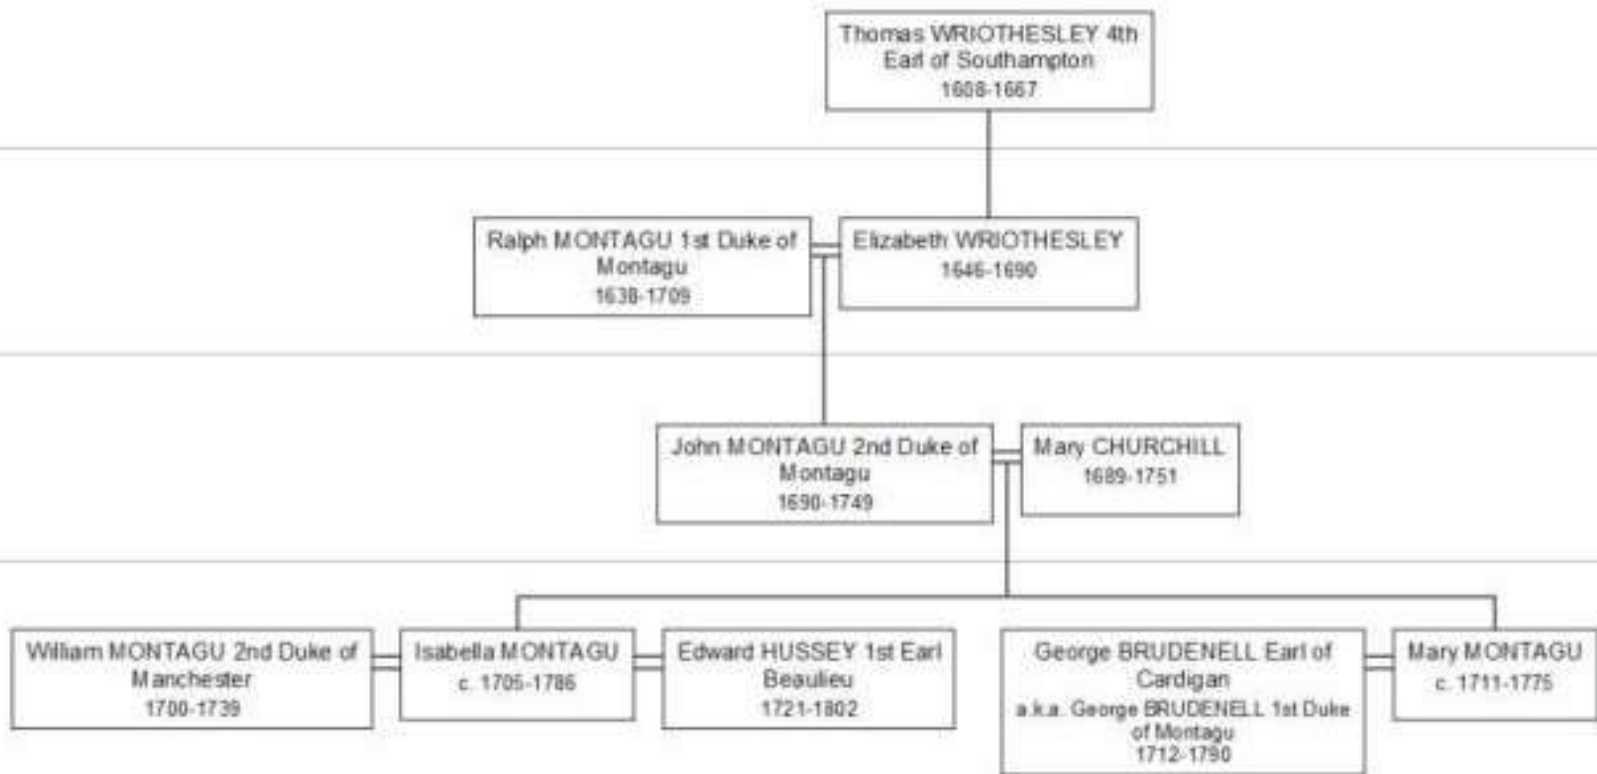 Thomas WRIOTHESLEY 4th
Earl of Southampton
1608-1667
Ralph MONTAGU 1st Duke of
Montagu
1638-1709
Elizabeth WRIOTHESLEY
1646-1690
John MONTAGU 2nd Duke of
Montagu
1690-1749
Mary CHURCHILL
1689-1751
William MONTAGU 2nd Duke of
Manchester
1700-1739
Isabella MONTAGU
c. 1705-1786
Edward HUSSEY 1st Earl
Beaulieu
1721-1802
George BRUDENELL Earl of
Cardigan
a.k.a. George BRUDENELL 1st Duke
of Montagu
1712-1790
Mary MONTAGU
c. 1711-1775